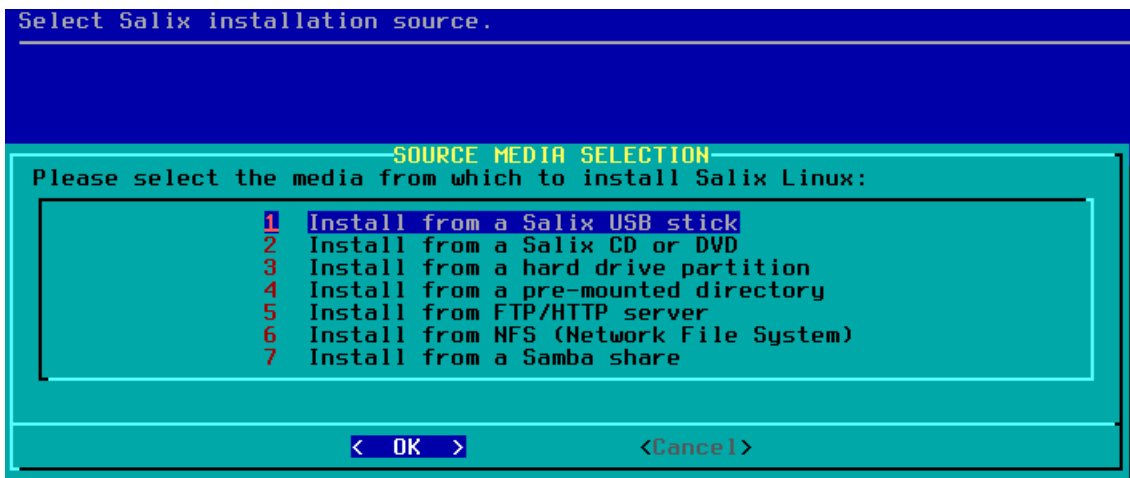 Select Salix installation source.
SOURCE MEDIA SELECTION
Please select the media from which to install Salix Linux:
1 Install from a Salix USB stick
2 Install from a Salix CD or DVD
3 Install from a hard drive partition
4 Install from a pre-mounted directory
5 Install from FTP/HTTP server
6 Install from NFS (Network File System)
7 Install from a Samba share
< OK > <Cancel>